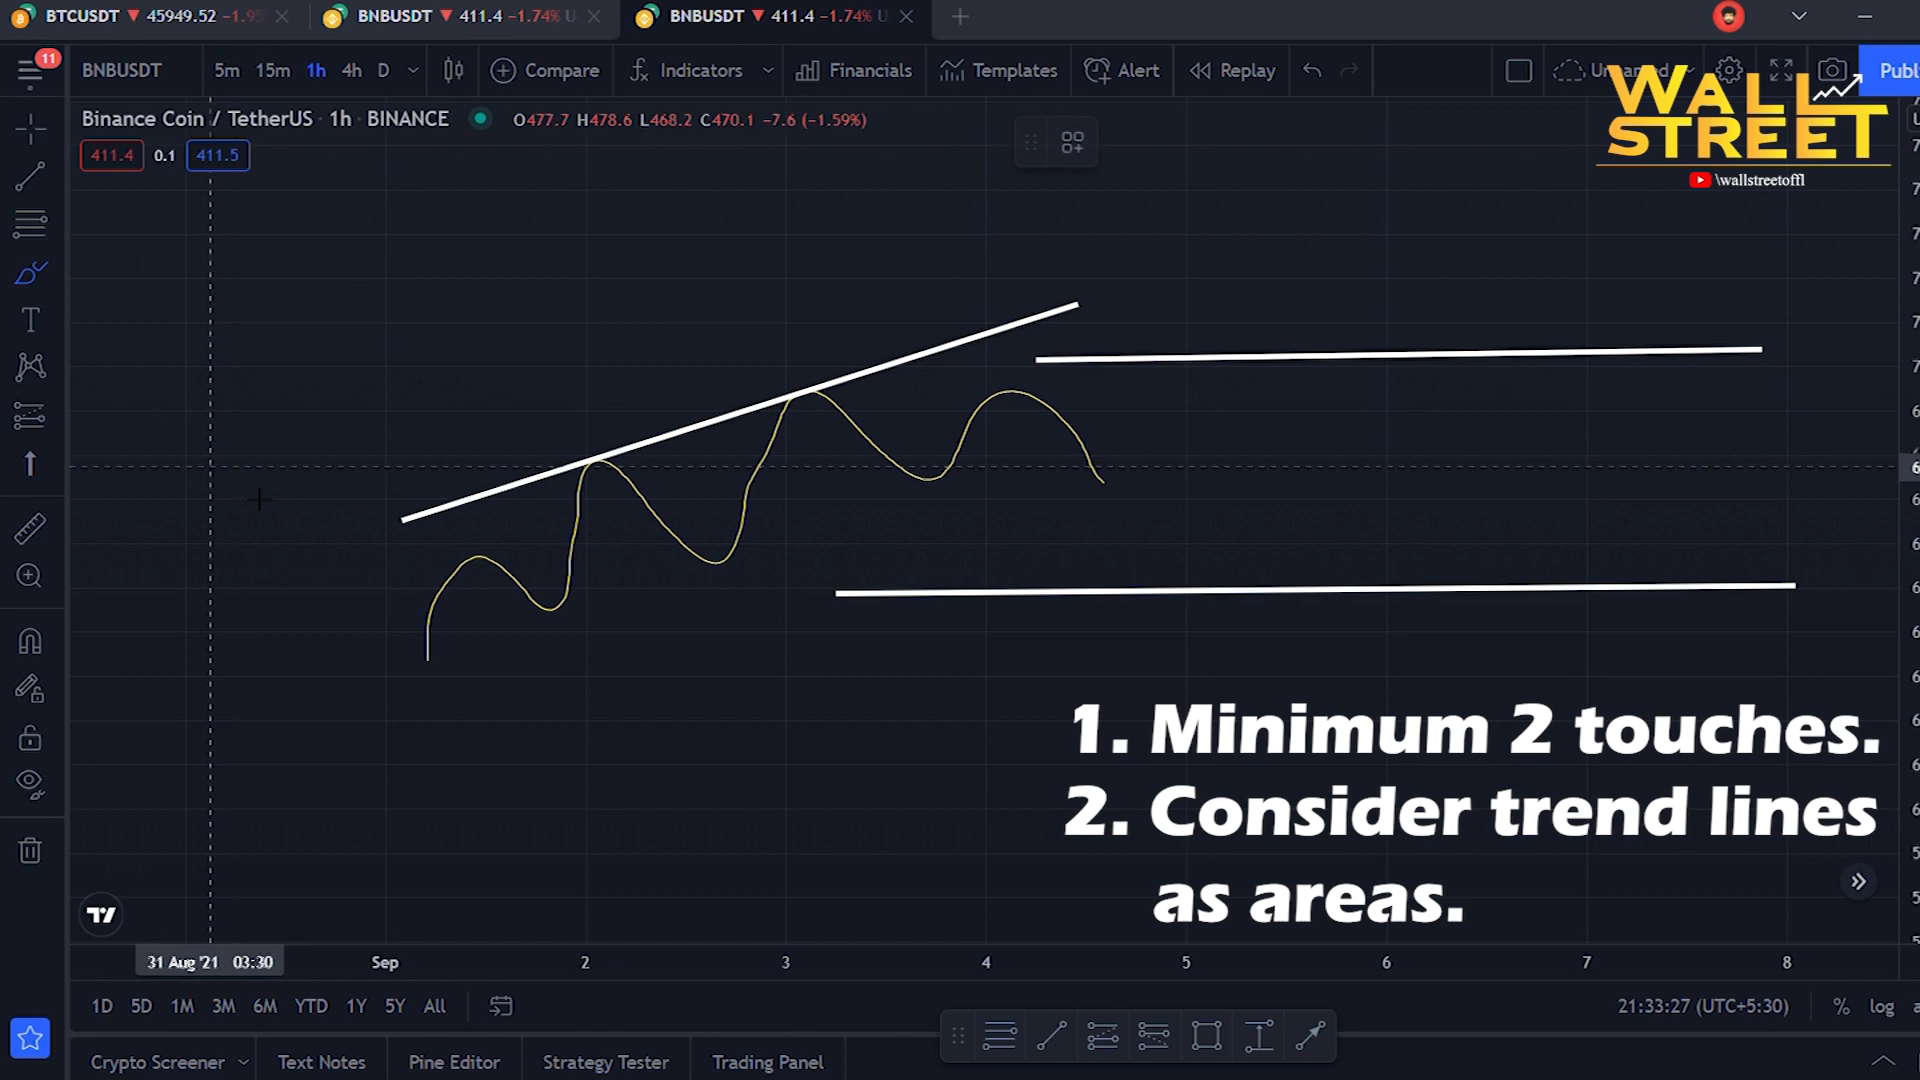 BTCUSDT 45949.52 -1.95
BNBUSDT 411.4 -1.74% U
BNBUSDT 411.4 -1.74% U
11
BNBUSDT 5m 15m 1h 4h D Compare Indicators Financials Templates Alert Replay Unnamed Publ
Binance Coin / TetherUS · 1h · BINANCE O477.7 H478.6 L468.2 C470.1 -7.6 (-1.59%)
411.4 0.1 411.5
WALL
STREET
\wallstreetoffl
1. Minimum 2 touches.
2. Consider trend lines
as areas.
31 Aug '21 03:30 Sep 2 3 4 5 6 7 8
1D 5D 1M 3M 6M YTD 1Y 5Y All 21:33:27 (UTC+5:30) % log
Crypto Screener Text Notes Pine Editor Strategy Tester Trading Panel